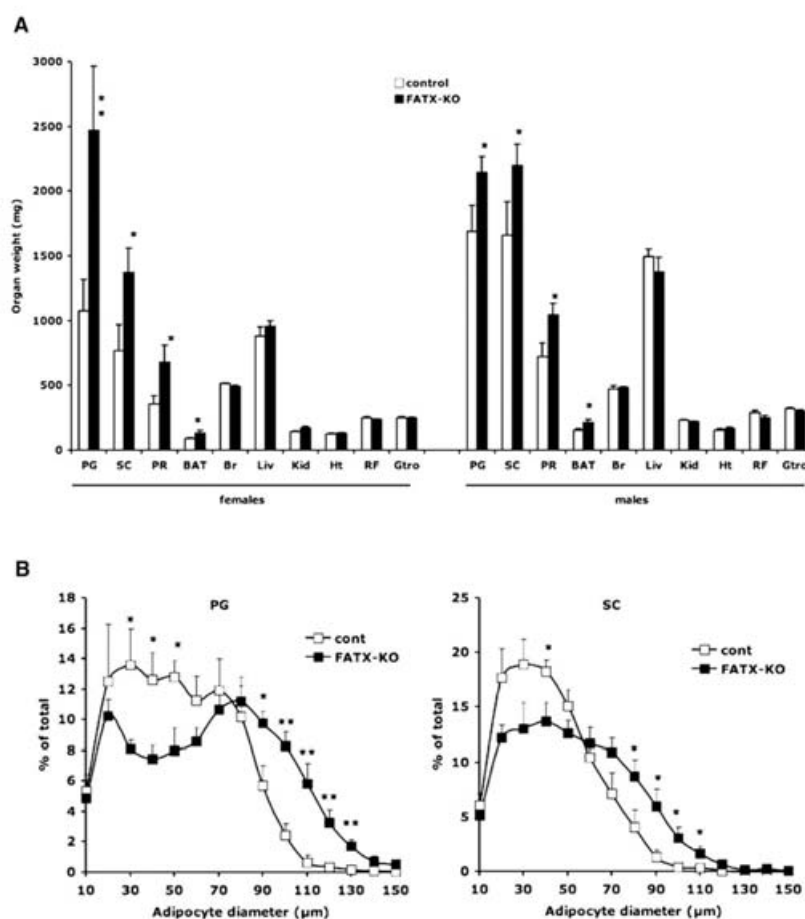 A
3000
2500
2000
1500
1000
500
0
Organ weight (mg)
control
FATX-KO
**
*
*
*
*
*
*
*
PG SC PR BAT Br Liv Kid Ht RF Gtro PG SC PR BAT Br Liv Kid Ht RF Gtro
females males
B
PG
18
16
14
12
10
8
6
4
2
0
% of total
cont
FATX-KO
* * * * ** ** ** **
10 30 50 70 90 110 130 150
Adipocyte diameter (µm)
SC
25
20
15
10
5
0
% of total
cont
FATX-KO
* * * * *
10 30 50 70 90 110 130 150
Adipocyte diameter (µm)